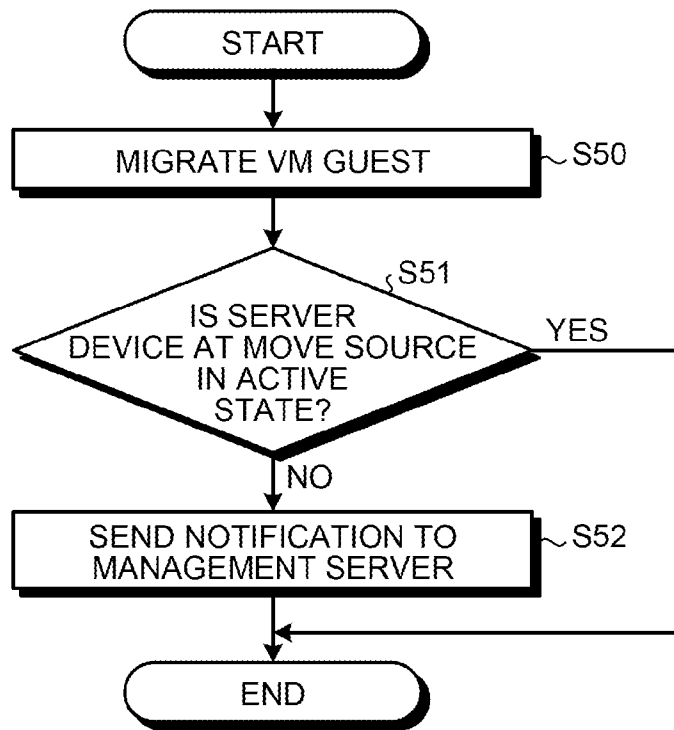 START
MIGRATE VM GUEST
S50
S51
IS SERVER
DEVICE AT MOVE SOURCE
IN ACTIVE
STATE?
YES
NO
SEND NOTIFICATION TO
MANAGEMENT SERVER
S52
END